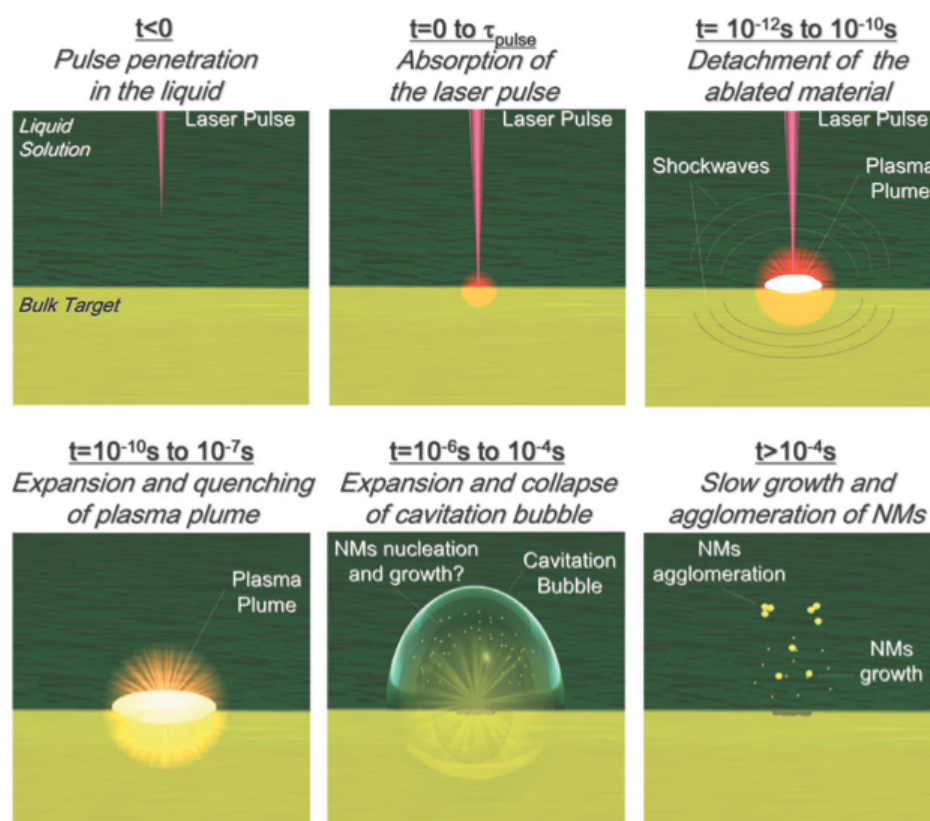 t<0
Pulse penetration
in the liquid
Laser Pulse
Liquid
Solution
Bulk Target
t=0 to τpulse
Absorption of
the laser pulse
Laser Pulse
t= 10-12s to 10-10s
Detachment of the
ablated material
Laser Pulse
Shockwaves
Plasma
Plume
t=10-10s to 10-7s
Expansion and quenching
of plasma plume
Plasma
Plume
t=10-6s to 10-4s
Expansion and collapse
of cavitation bubble
NMs nucleation
and growth?
Cavitation
Bubble
t>10-4s
Slow growth and
agglomeration of NMs
NMs
agglomeration
NMs
growth